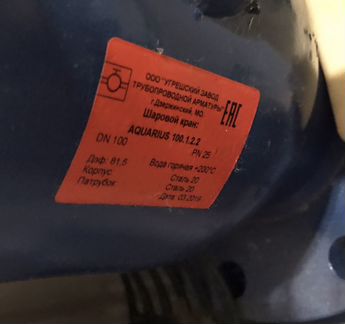 ООО "УГРЕШСКИЙ ЗАВОД
ТРУБОПРОВОДНОЙ АРМАТУРЫ"
г.Дзержинский, МО
ЕАС
Шаровой кран:
AQUARIUS 100.1.2.2
DN 100 PN 25
Дэф: 81,5 Вода горячая +200°C
Корпус Сталь 20
Патрубок Сталь 20
Дата: 03.2019